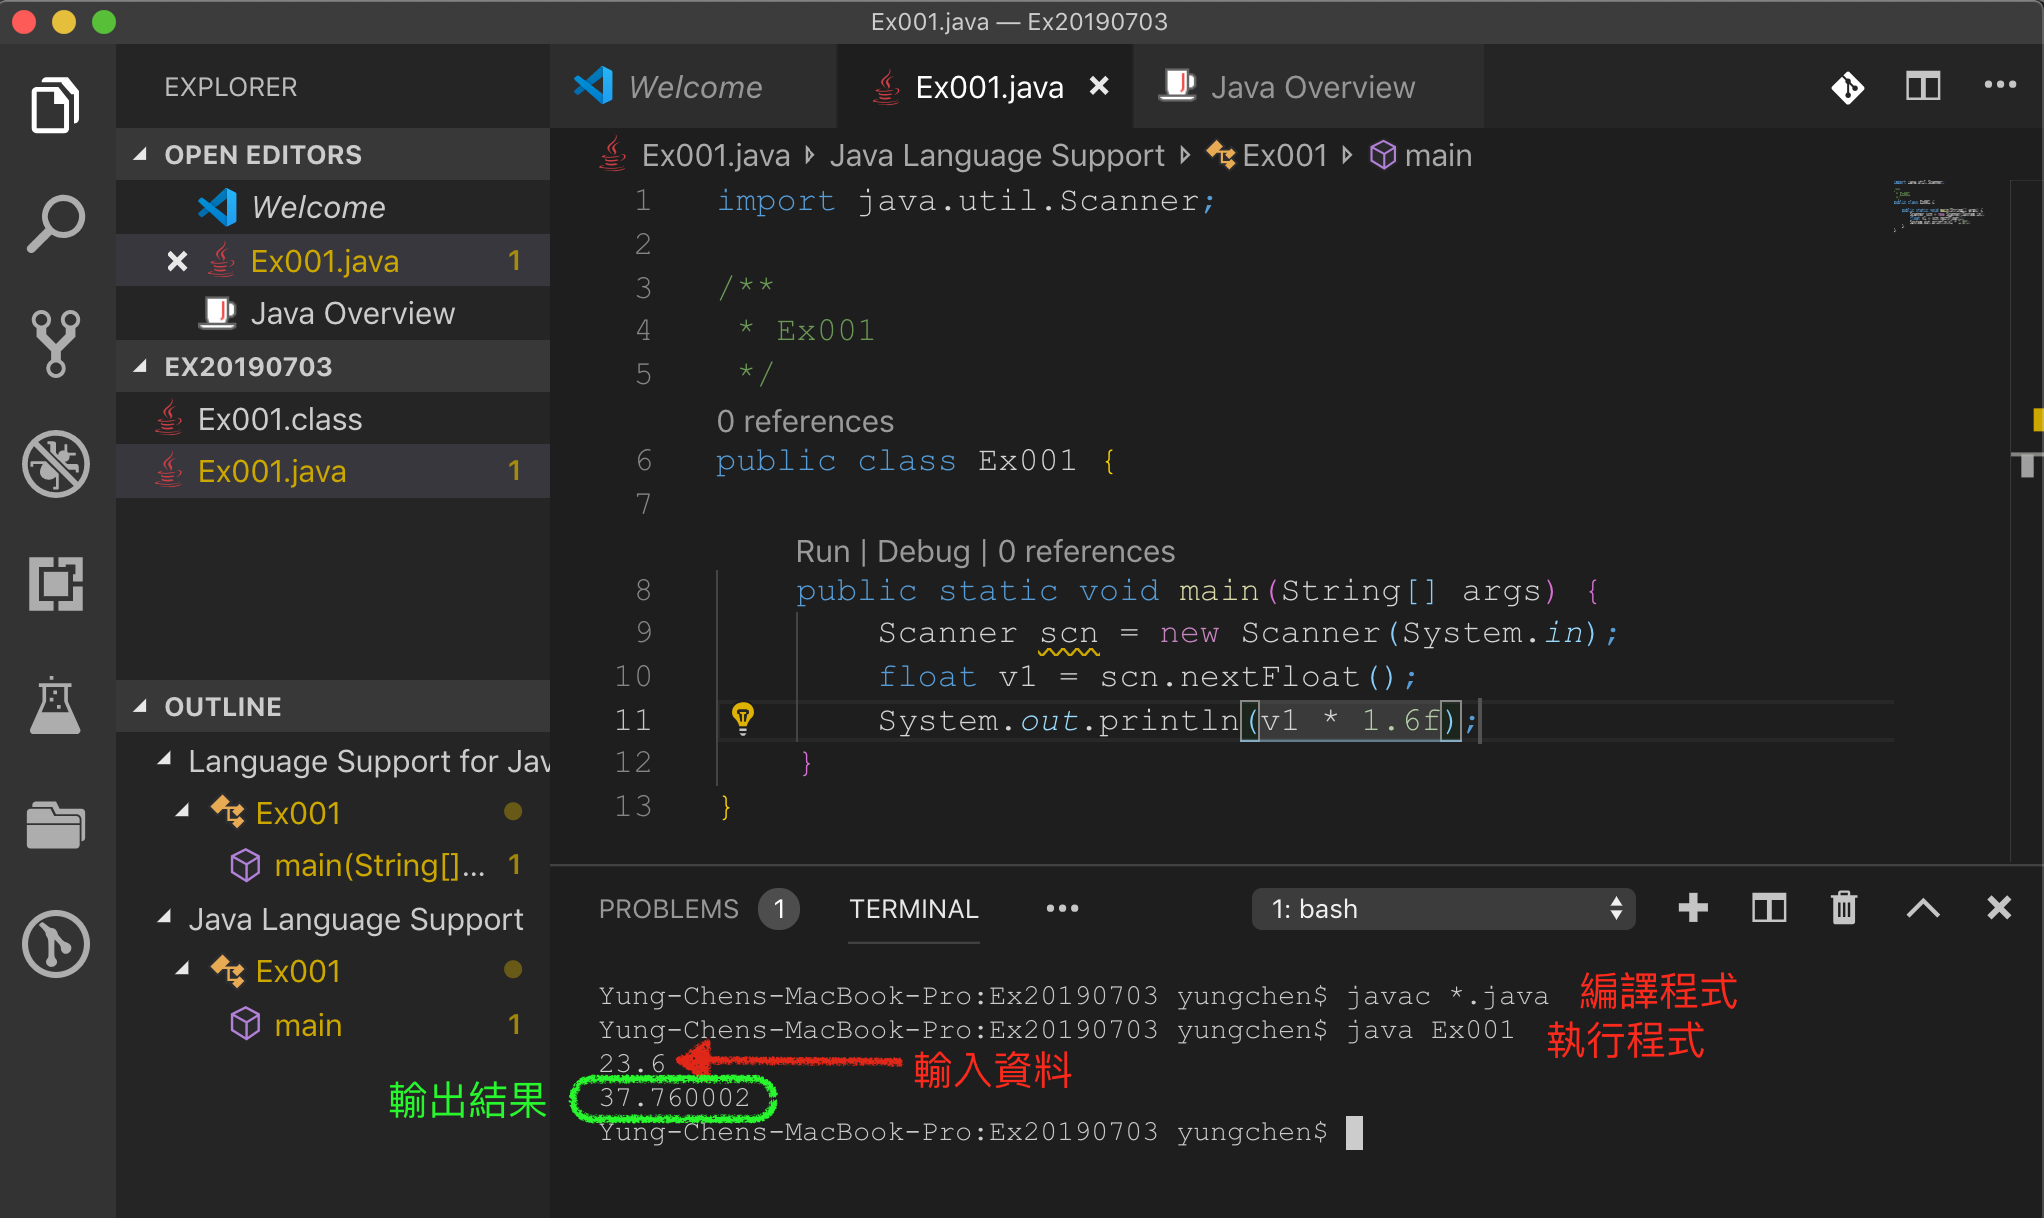 Ex001.java — Ex20190703
EXPLORER
OPEN EDITORS
Welcome
Ex001.java 1
Java Overview
EX20190703
Ex001.class
Ex001.java 1
OUTLINE
Language Support for Jav
Ex001
main(String[]... 1
Java Language Support
Ex001
main 1
Welcome Ex001.java Java Overview
Ex001.java Java Language Support Ex001 main
1 import java.util.Scanner;
2
3 /**
4 * Ex001
5 */
0 references
6 public class Ex001 {
7
Run | Debug | 0 references
8 public static void main(String[] args) {
9 Scanner scn = new Scanner(System.in);
10 float v1 = scn.nextFloat();
11 System.out.println(v1 * 1.6f);
12 }
13 }
PROBLEMS 1 TERMINAL ••• 1: bash
Yung-Chens-MacBook-Pro:Ex20190703 yungchen$ javac *.java 編譯程式
Yung-Chens-MacBook-Pro:Ex20190703 yungchen$ java Ex001 執行程式
23.6 輸入資料
輸出結果 37.760002
Yung-Chens-MacBook-Pro:Ex20190703 yungchen$